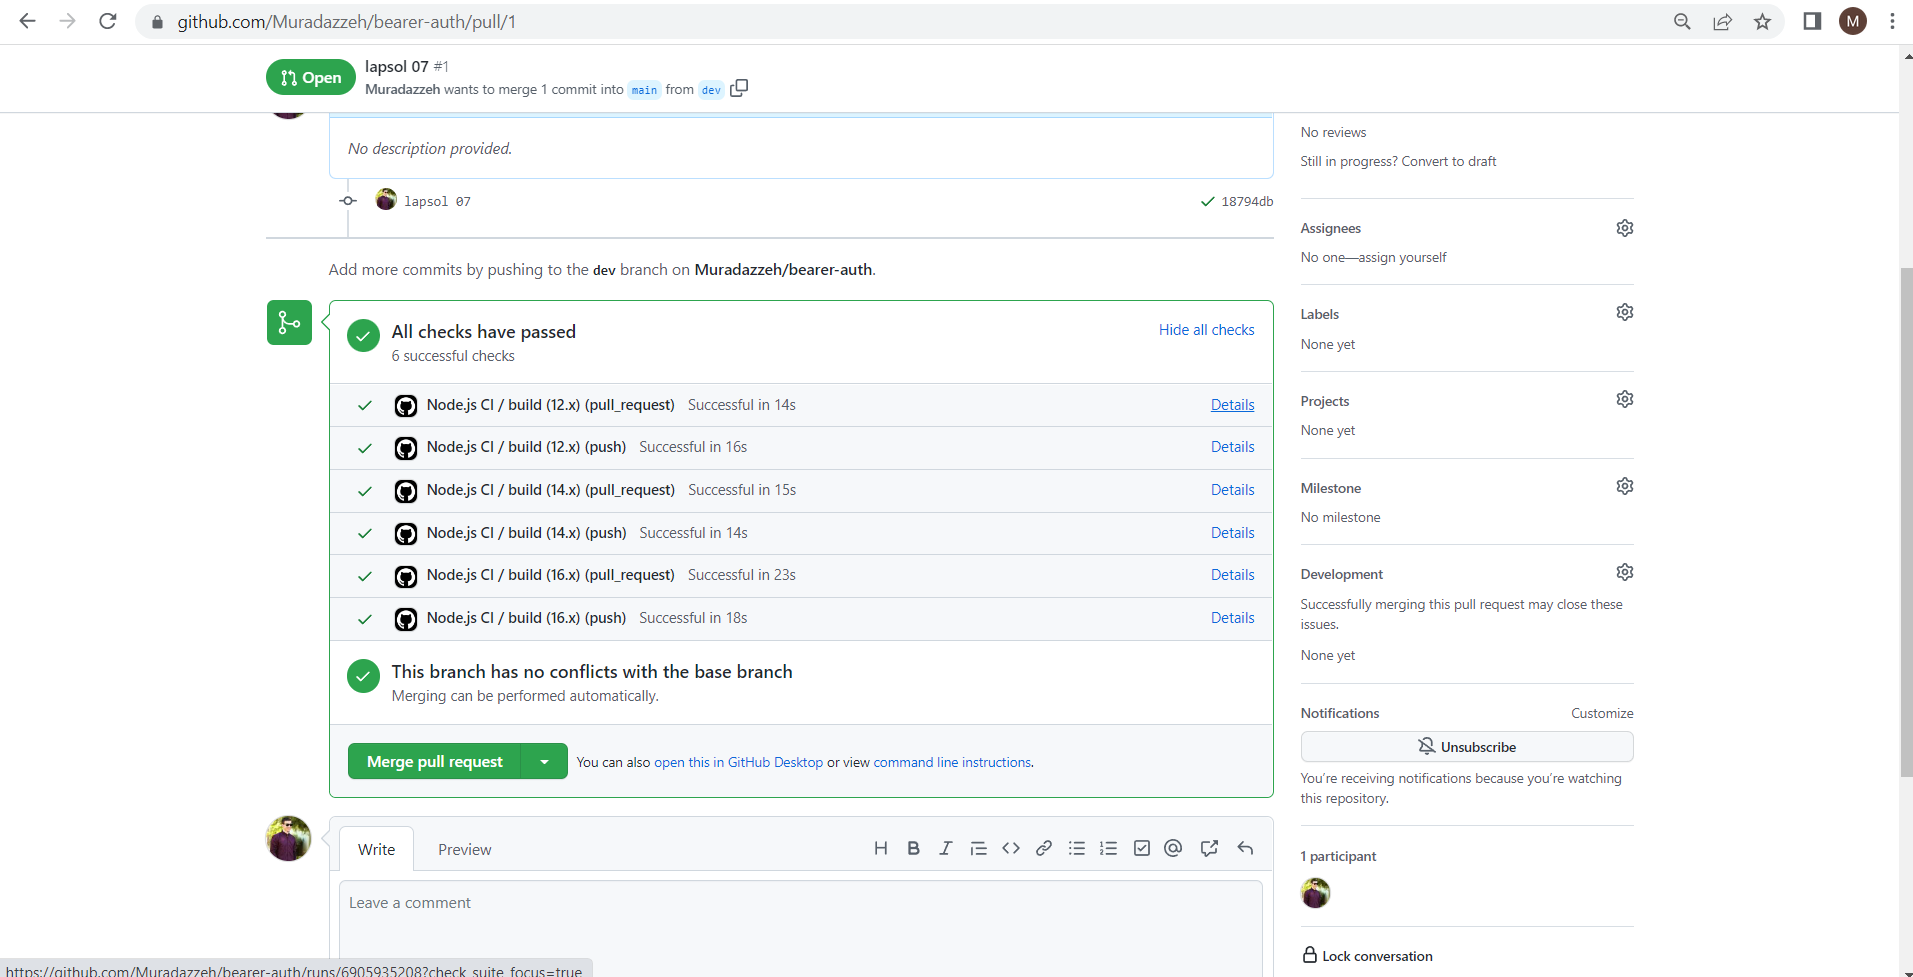 github.com/Muradazzeh/bearer-auth/pull/1
M
Open
lapsol 07 #1
Muradazzeh wants to merge 1 commit into main from dev
No description provided.
lapsol 07
18794db
Add more commits by pushing to the dev branch on Muradazzeh/bearer-auth.
All checks have passed
6 successful checks
Hide all checks
Node.js CI / build (12.x) (pull_request) Successful in 14s Details
Node.js CI / build (12.x) (push) Successful in 16s Details
Node.js CI / build (14.x) (pull_request) Successful in 15s Details
Node.js CI / build (14.x) (push) Successful in 14s Details
Node.js CI / build (16.x) (pull_request) Successful in 23s Details
Node.js CI / build (16.x) (push) Successful in 18s Details
This branch has no conflicts with the base branch
Merging can be performed automatically.
Merge pull request
You can also open this in GitHub Desktop or view command line instructions.
Write Preview
Leave a comment
No reviews
Still in progress? Convert to draft
Assignees
No one—assign yourself
Labels
None yet
Projects
None yet
Milestone
No milestone
Development
Successfully merging this pull request may close these
issues.
None yet
Notifications Customize
Unsubscribe
You're receiving notifications because you're watching
this repository.
1 participant
Lock conversation
https://github.com/Muradazzeh/bearer-auth/runs/6905935208?check_suite_focus=true